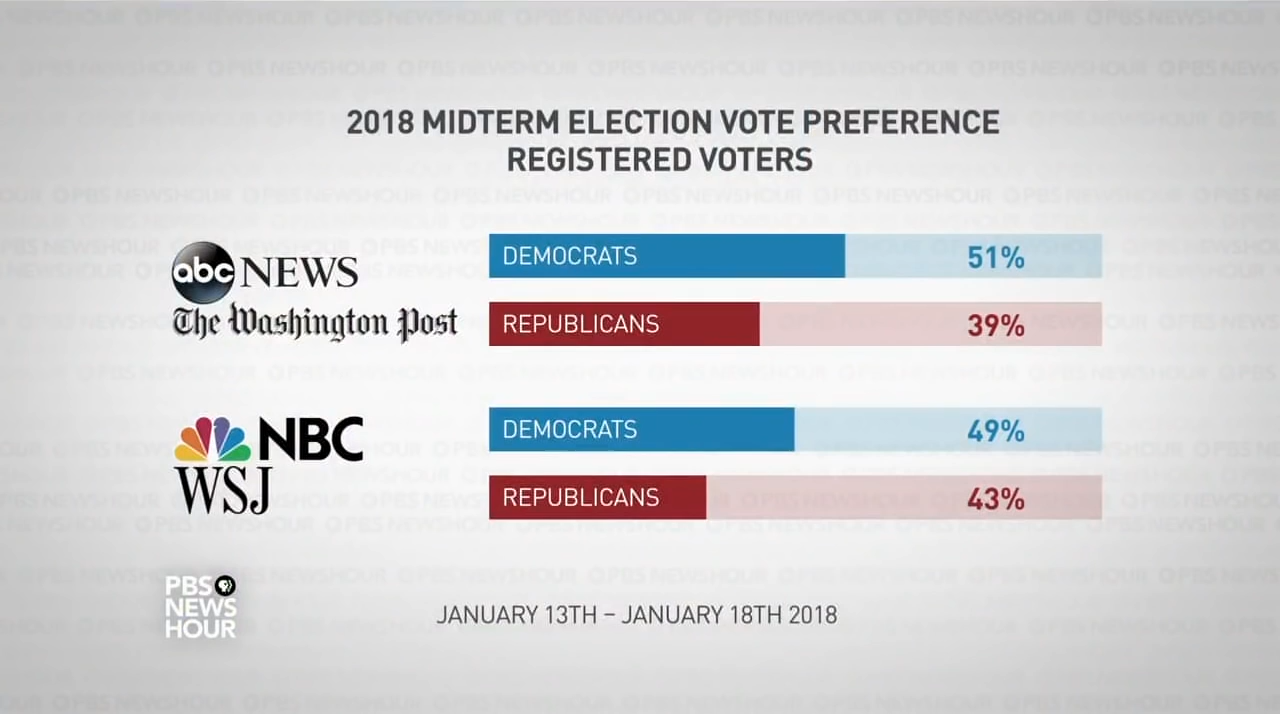 2018 MIDTERM ELECTION VOTE PREFERENCE
REGISTERED VOTERS
abc NEWS
The Washington Post
DEMOCRATS 51%
REPUBLICANS 39%
NBC
WSJ
DEMOCRATS 49%
REPUBLICANS 43%
PBS
NEWS
HOUR
JANUARY 13TH – JANUARY 18TH 2018